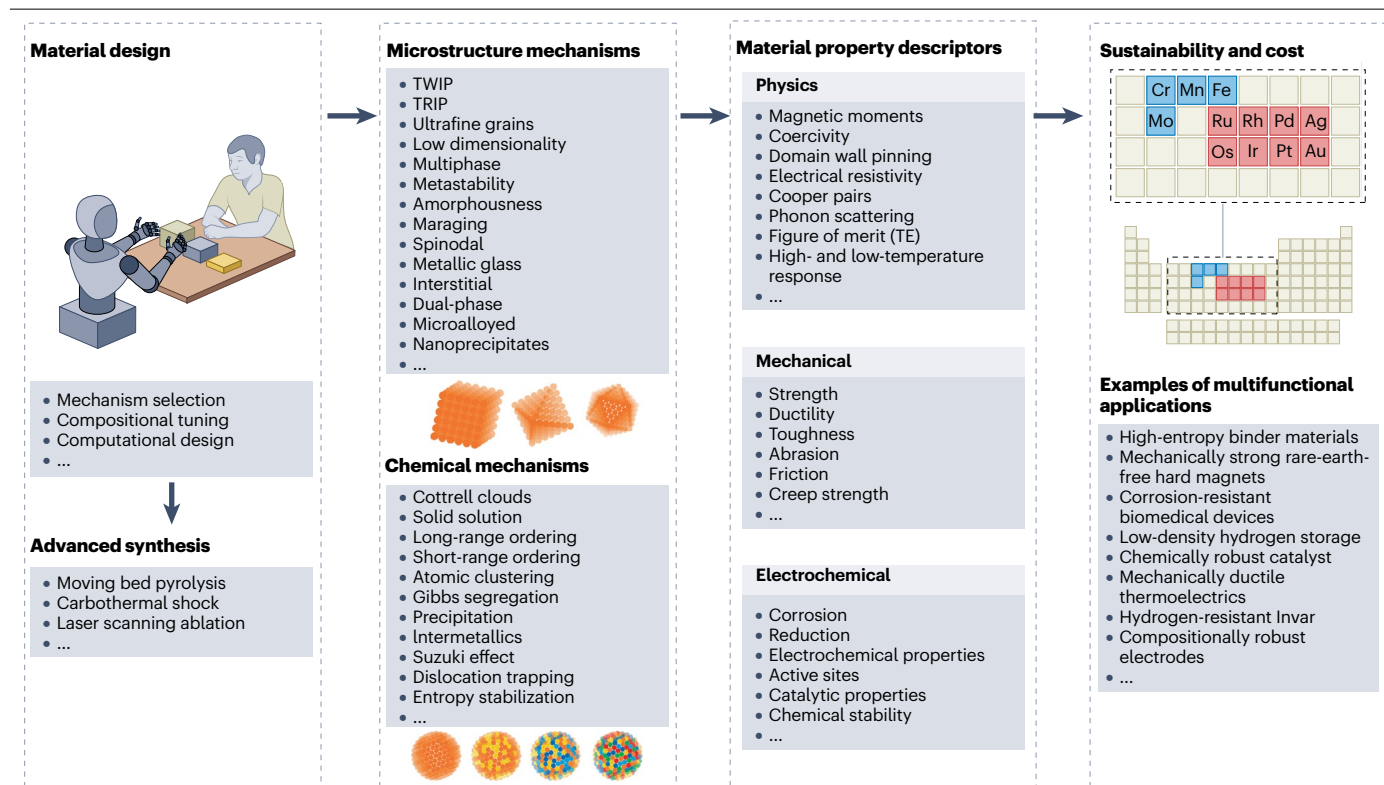 Material design
• Mechanism selection
• Compositional tuning
• Computational design
• ...
Advanced synthesis
• Moving bed pyrolysis
• Carbothermal shock
• Laser scanning ablation
• ...
Microstructure mechanisms
• TWIP
• TRIP
• Ultrafine grains
• Low dimensionality
• Multiphase
• Metastability
• Amorphousness
• Maraging
• Spinodal
• Metallic glass
• Interstitial
• Dual-phase
• Microalloyed
• Nanoprecipitates
• ...
Chemical mechanisms
• Cottrell clouds
• Solid solution
• Long-range ordering
• Short-range ordering
• Atomic clustering
• Gibbs segregation
• Precipitation
• Intermetallics
• Suzuki effect
• Dislocation trapping
• Entropy stabilization
• ...
Material property descriptors
Physics
• Magnetic moments
• Coercivity
• Domain wall pinning
• Electrical resistivity
• Cooper pairs
• Phonon scattering
• Figure of merit (TE)
• High- and low-temperature
response
• ...
Mechanical
• Strength
• Ductility
• Toughness
• Abrasion
• Friction
• Creep strength
• ...
Electrochemical
• Corrosion
• Reduction
• Electrochemical properties
• Active sites
• Catalytic properties
• Chemical stability
• ...
Sustainability and cost
Cr Mn Fe
Mo Ru Rh Pd Ag
Os Ir Pt Au
Examples of multifunctional
applications
• High-entropy binder materials
• Mechanically strong rare-earth-
free hard magnets
• Corrosion-resistant
biomedical devices
• Low-density hydrogen storage
• Chemically robust catalyst
• Mechanically ductile
thermoelectrics
• Hydrogen-resistant Invar
• Compositionally robust
electrodes
• ...